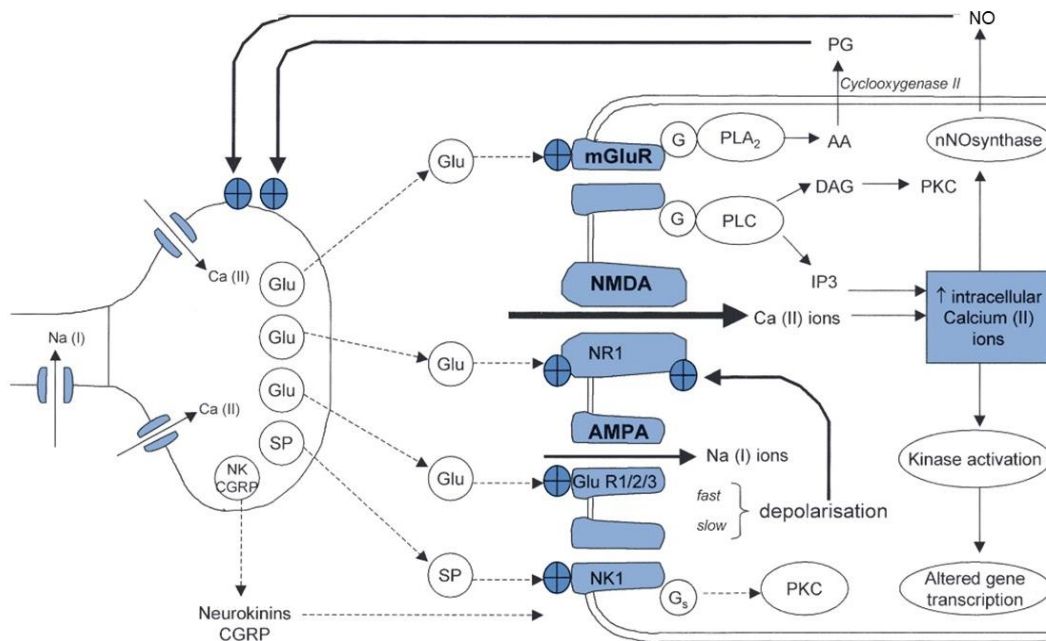 NO
PG
Cyclooxygenase II
Glu
mGluR
G
PLA2
AA
nNOsynthase
DAG
PKC
G
PLC
Ca (II)
Glu
NMDA
IP3
↑ intracellular
Calcium (II)
ions
Ca (II) ions
Na (I)
Glu
Glu
NR1
Glu
Ca (II)
AMPA
SP
Na (I) ions
Kinase activation
NK
CGRP
Glu
Glu R1/2/3
fast
slow
depolarisation
SP
NK1
Gs
PKC
Altered gene
transcription
Neurokinins
CGRP